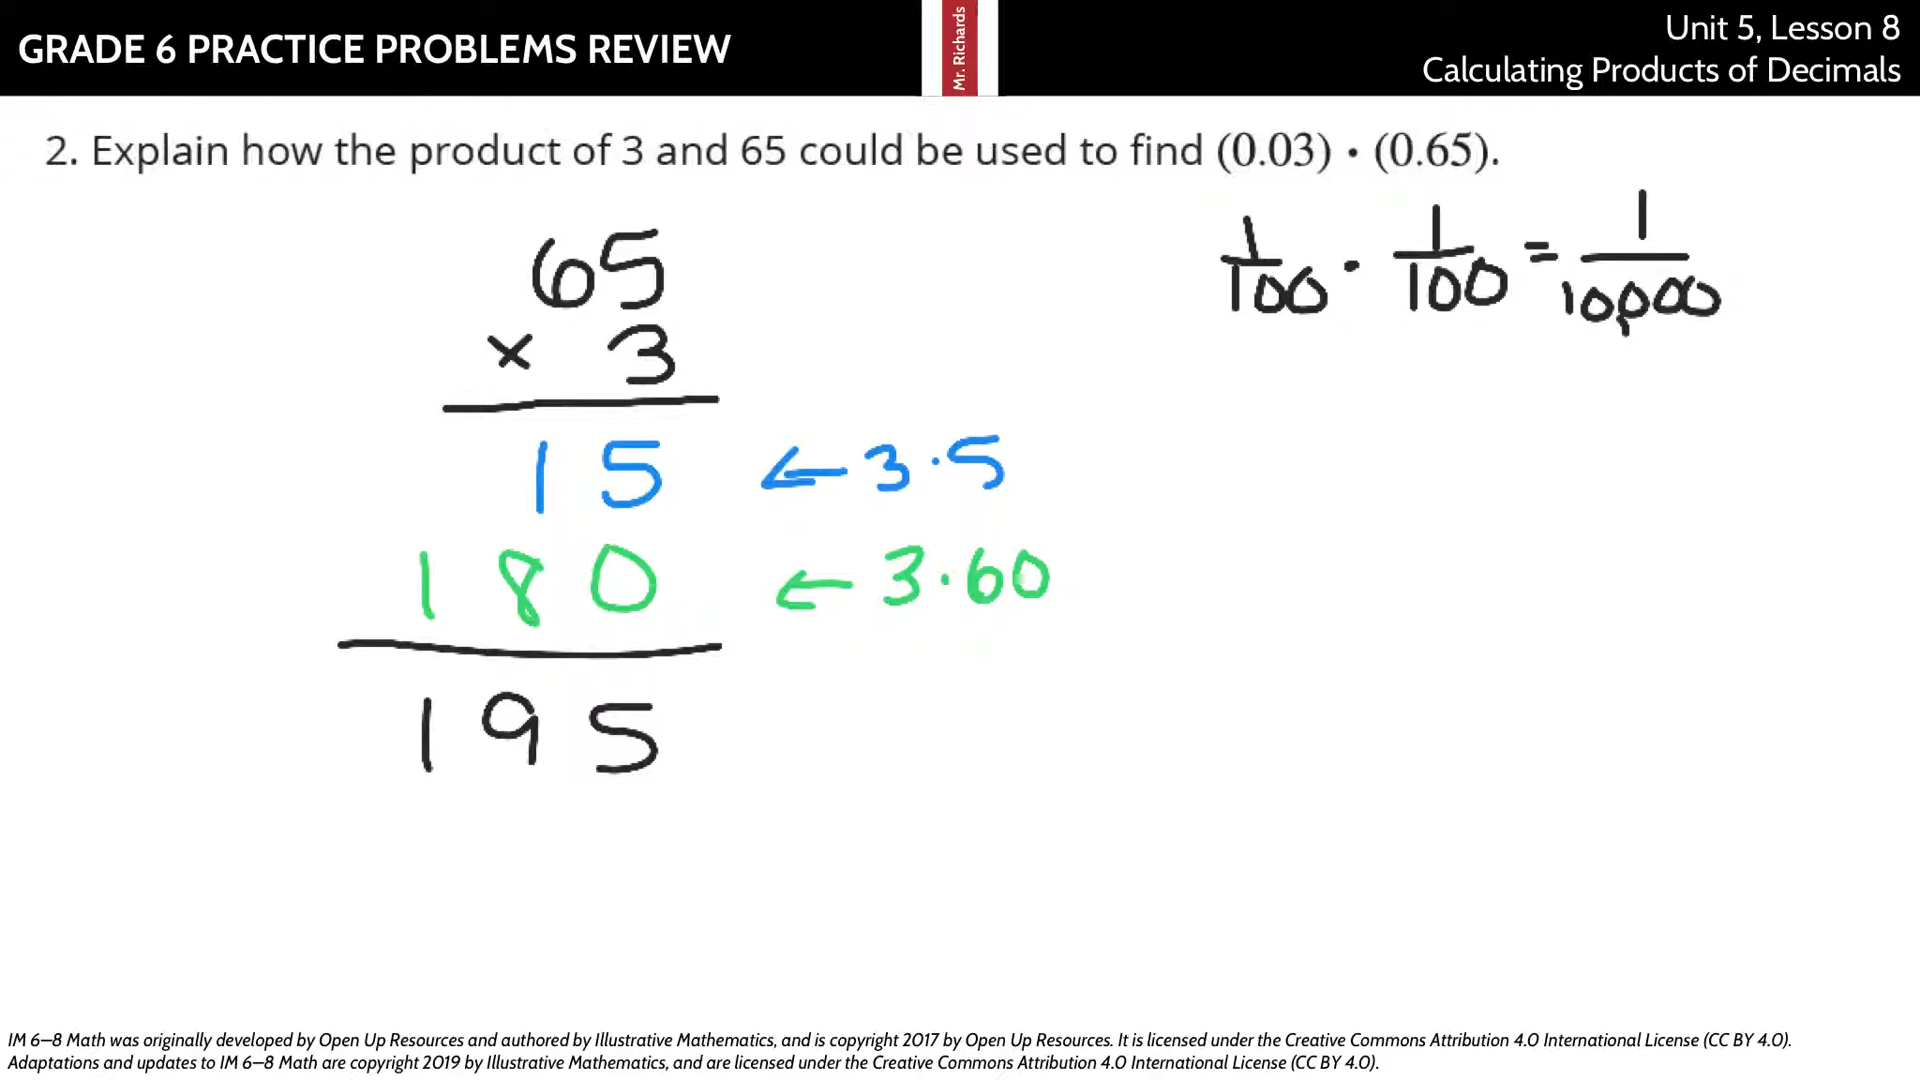 GRADE 6 PRACTICE PROBLEMS REVIEW
Mr. Richards
Unit 5, Lesson 8
Calculating Products of Decimals
2. Explain how the product of 3 and 65 could be used to find (0.03) · (0.65).
1/100 · 1/100 = 1/10,000
65
× 3
15 ← 3·5
180 ← 3·60
195
IM 6–8 Math was originally developed by Open Up Resources and authored by Illustrative Mathematics, and is copyright 2017 by Open Up Resources. It is licensed under the Creative Commons Attribution 4.0 International License (CC BY 4.0).
Adaptations and updates to IM 6–8 Math are copyright 2019 by Illustrative Mathematics, and are licensed under the Creative Commons Attribution 4.0 International License (CC BY 4.0).